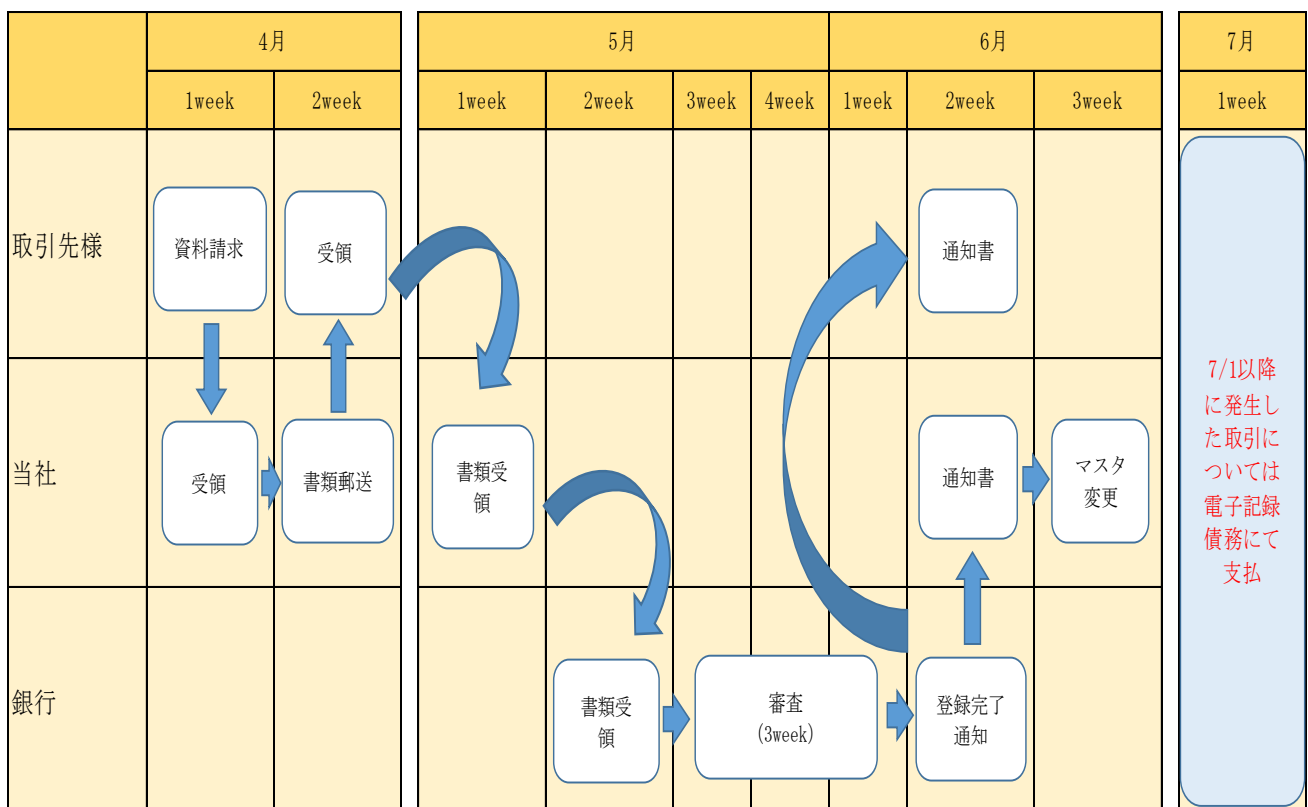 4月
5月
6月
7月
1week
2week
1week
2week
3week
4week
1week
2week
3week
1week
取引先様
資料請求
受領
通知書
当社
受領
書類郵送
書類受
領
通知書
マスタ
変更
銀行
書類受
領
審査
(3week)
登録完了
通知
7/1以降
に発生し
た取引に
ついては
電子記録
債務にて
支払